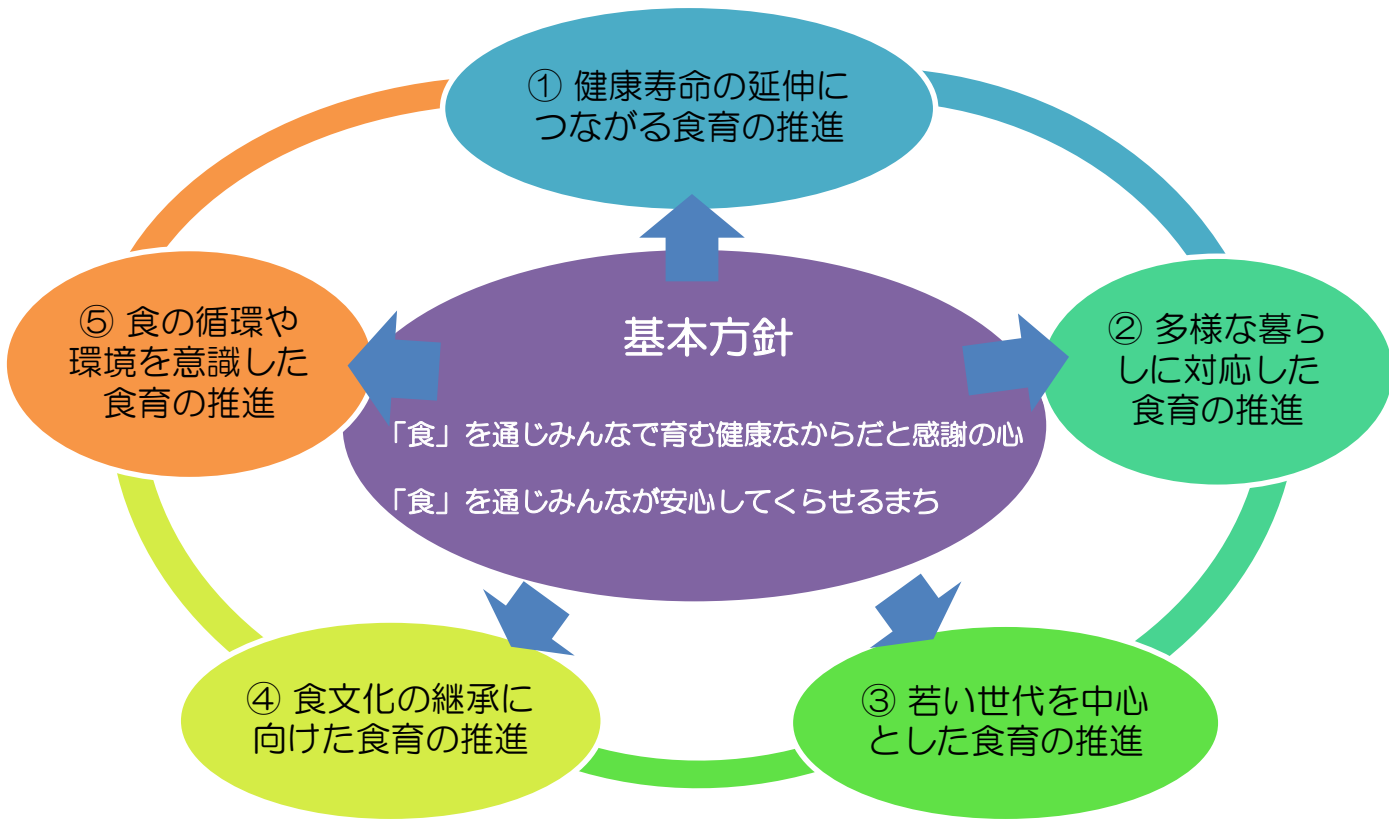 ① 健康寿命の延伸に
つながる食育の推進
⑤ 食の循環や
環境を意識した
食育の推進
基本方針
「食」を通じみんなで育む健康なからだと感謝の心
「食」を通じみんなが安心してくらせるまち
② 多様な暮ら
しに対応した
食育の推進
④ 食文化の継承に
向けた食育の推進
③ 若い世代を中心
とした食育の推進